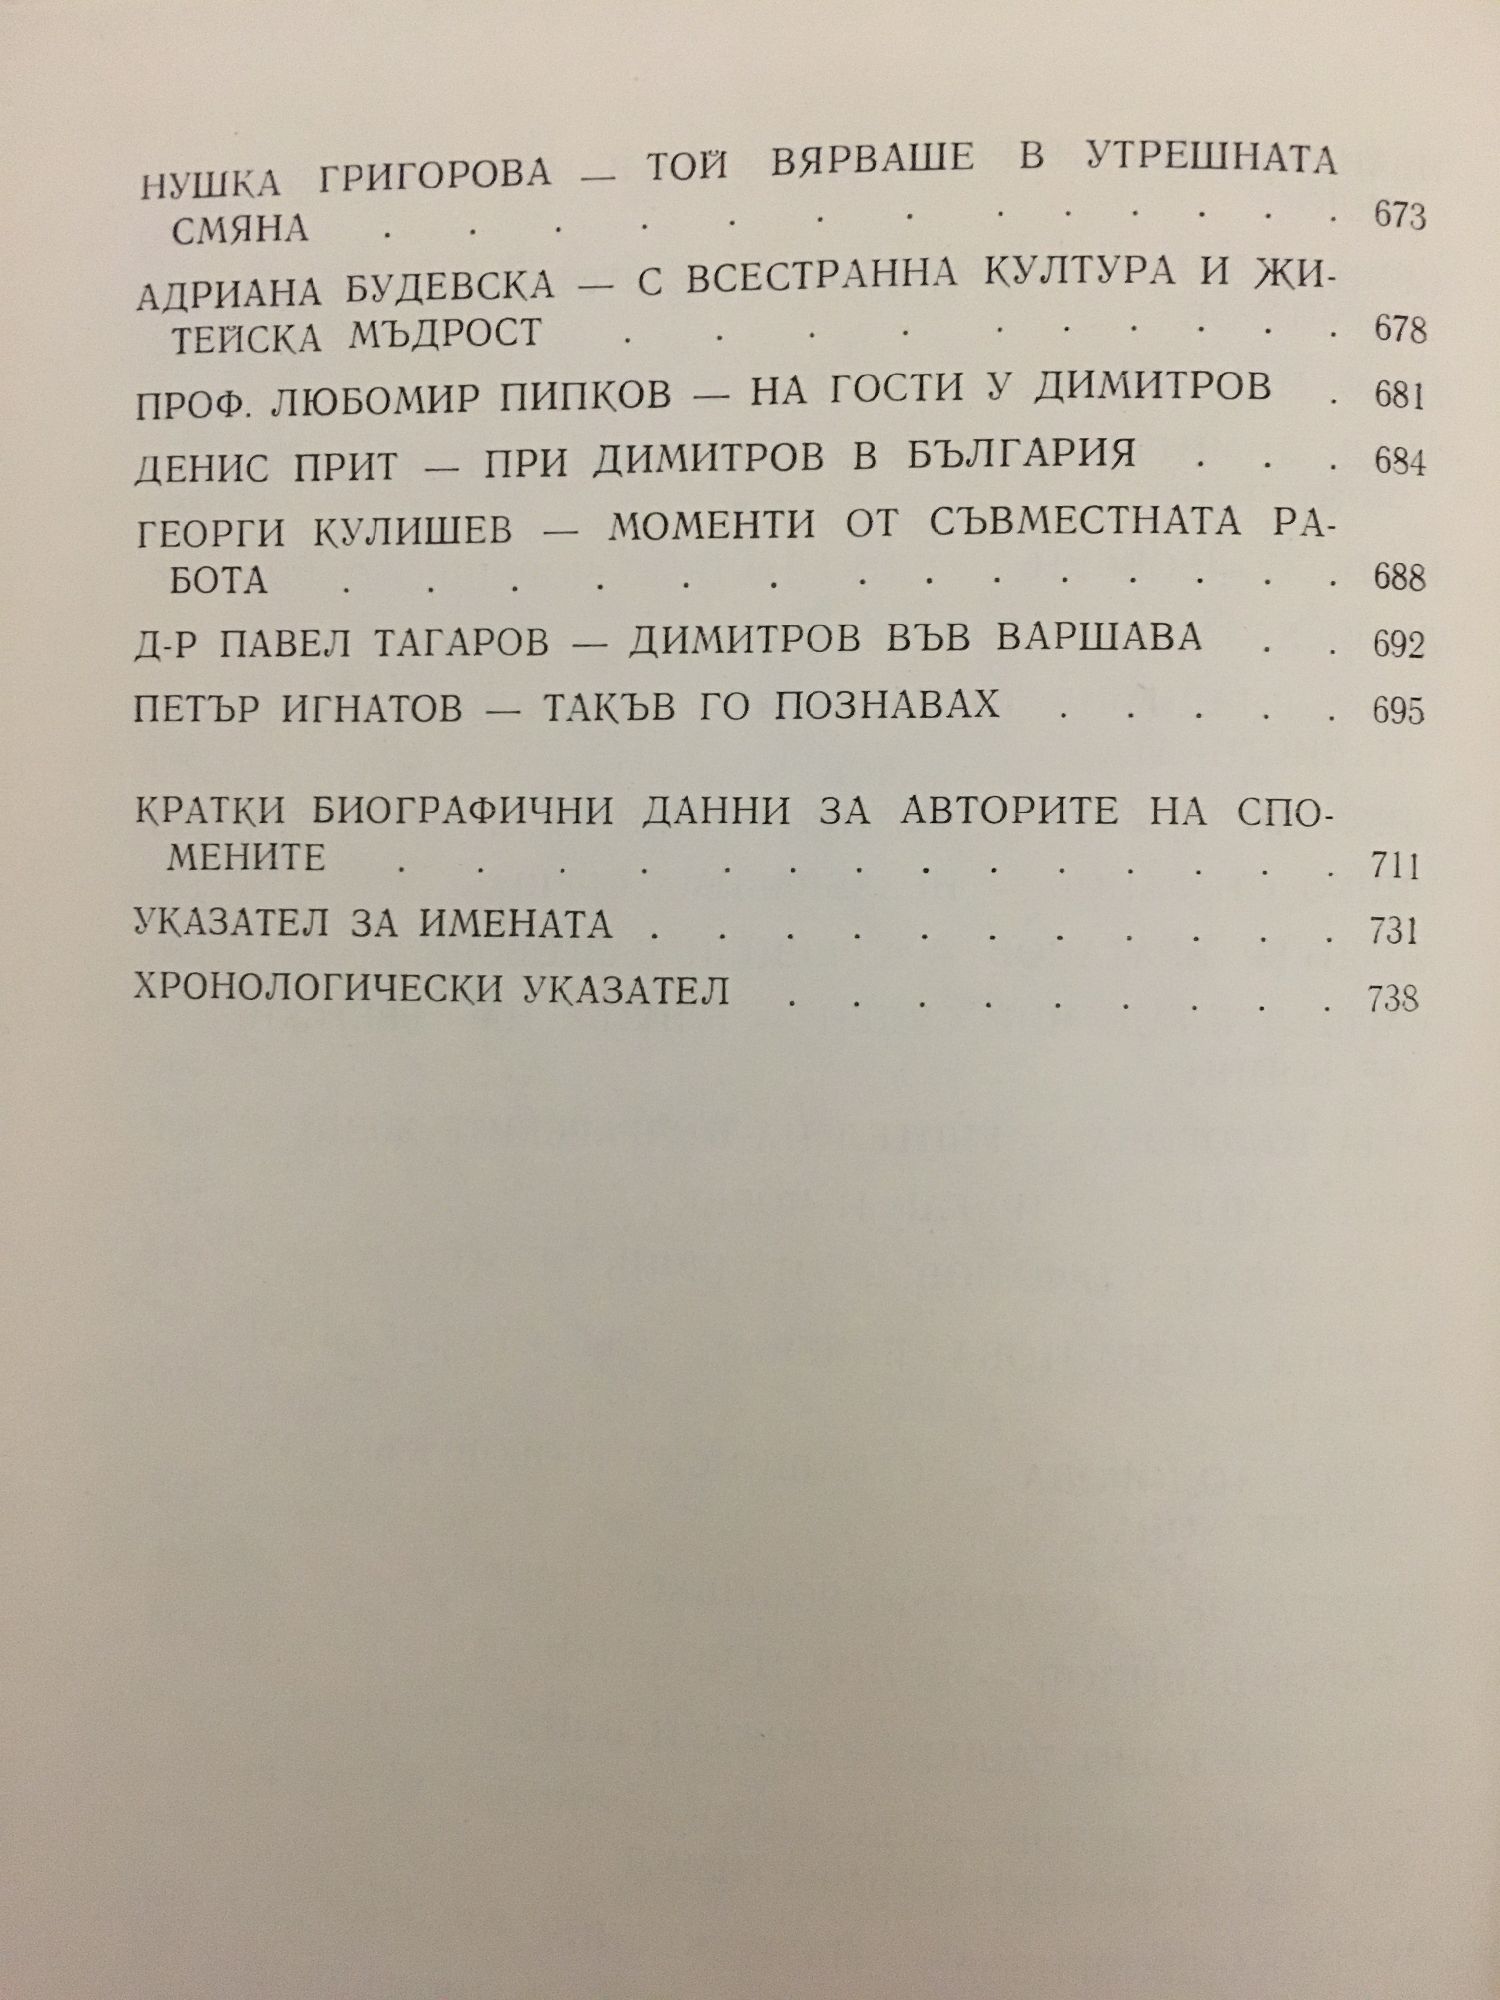 НУШКА ГРИГОРОВА — ТОЙ ВЯРВАШЕ В УТРЕШНАТА
СМЯНА . . . . . . . . . . . . 673
АДРИАНА БУДЕВСКА — С ВСЕСТРАННА КУЛТУРА И ЖИ-
ТЕЙСКА МЪДРОСТ . . . . . . . . . 678
ПРОФ. ЛЮБОМИР ПИПКОВ — НА ГОСТИ У ДИМИТРОВ . 681
ДЕНИС ПРИТ — ПРИ ДИМИТРОВ В БЪЛГАРИЯ . . . 684
ГЕОРГИ КУЛИШЕВ — МОМЕНТИ ОТ СЪВМЕСТНАТА РА-
БОТА . . . . . . . . . . . . . . 688
Д-Р ПАВЕЛ ТАГАРОВ — ДИМИТРОВ ВЪВ ВАРШАВА . . 692
ПЕТЪР ИГНАТОВ — ТАКЪВ ГО ПОЗНАВАХ . . . . . 695
КРАТКИ БИОГРАФИЧНИ ДАННИ ЗА АВТОРИТЕ НА СПО-
МЕНИТЕ . . . . . . . . . . . . . . 711
УКАЗАТЕЛ ЗА ИМЕНАТА . . . . . . . . . . . 731
ХРОНОЛОГИЧЕСКИ УКАЗАТЕЛ . . . . . . . . . 738